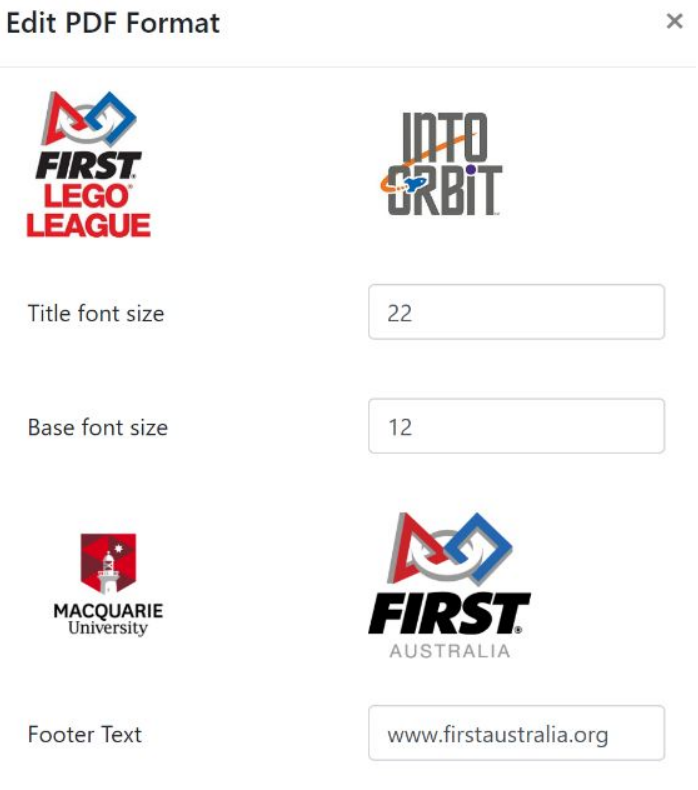 Edit PDF Format ×
FIRST®
LEGO®
LEAGUE
INTO
ORBIT™
Title font size 22
Base font size 12
MACQUARIE
University
FIRST®
AUSTRALIA
Footer Text www.firstaustralia.org